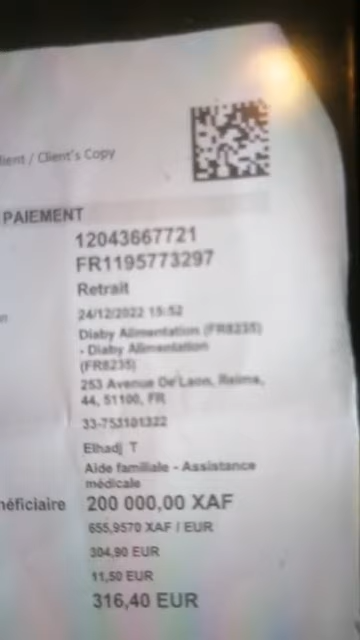 lient / Client's Copy
PAIEMENT
12043667721
FR1195773297
Retrait
24/12/2022 15:52
Diaby Alimentation (FR8235)
- Diaby Alimentation
(FR8235)
253 Avenue De Laon, Reims,
44, 51100, FR
33-753101322
Elhadj T
Aide familiale - Assistance
médicale
néficiaire 200 000,00 XAF
655,9570 XAF / EUR
304,90 EUR
11,50 EUR
316,40 EUR